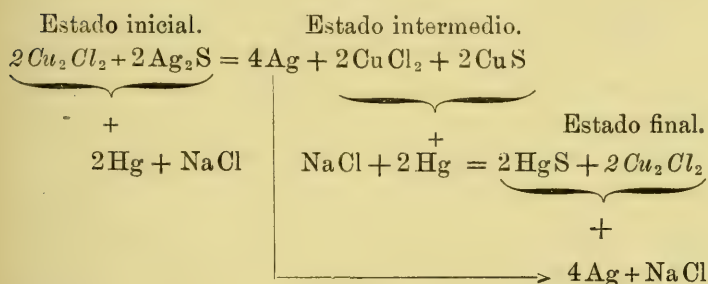 Estado inicial. Estado intermedio.
2Cu₂Cl₂ + 2Ag₂S = 4Ag + 2CuCl₂ + 2CuS
+ + Estado final.
2Hg + NaCl NaCl + 2Hg = 2HgS + 2Cu₂Cl₂
+
4Ag + NaCl